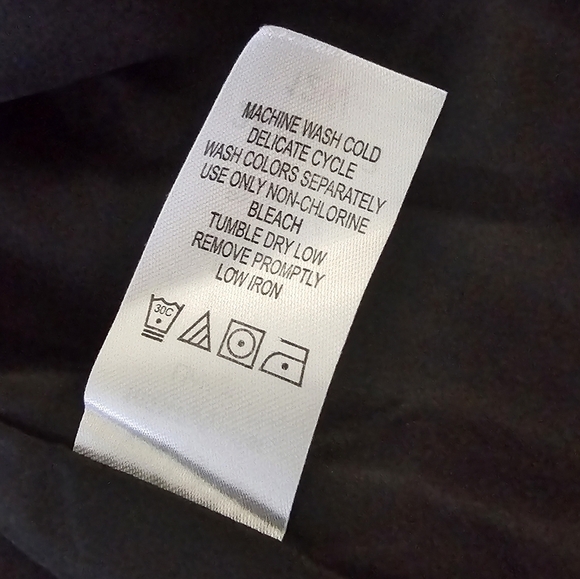 MACHINE WASH COLD
DELICATE CYCLE
WASH COLORS SEPARATELY
USE ONLY NON-CHLORINE
BLEACH
TUMBLE DRY LOW
REMOVE PROMPTLY
LOW IRON
30C